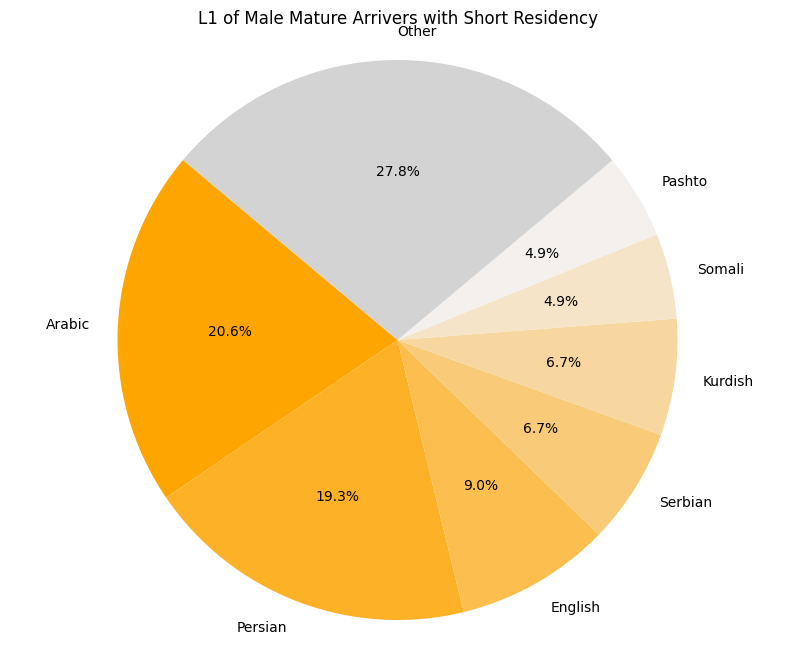 L1 of Male Mature Arrivers with Short Residency
Other
27.8%
Pashto
4.9%
Somali
4.9%
Arabic
20.6%
Kurdish
6.7%
6.7%
Serbian
9.0%
19.3%
English
Persian